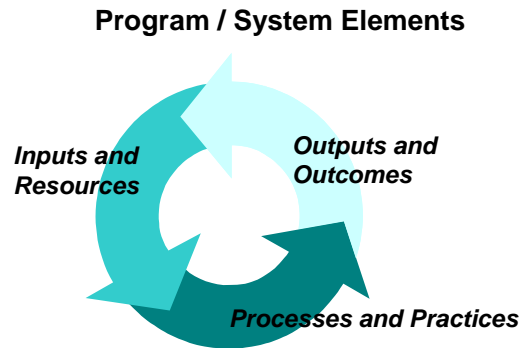 Program / System Elements
Inputs and
Resources
Outputs and
Outcomes
Processes and Practices